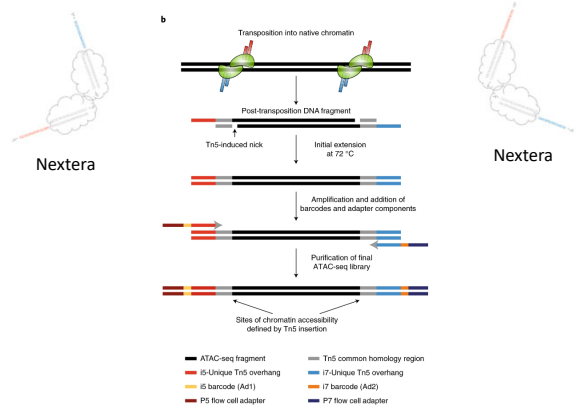 b
Transposition into native chromatin
Nextera
Nextera
Post-transposition DNA fragment
Tn5-induced nick
Initial extension
at 72 °C
Amplification and addition of
barcodes and adapter components
Purification of final
ATAC-seq library
Sites of chromatin accessibility
defined by Tn5 insertion
ATAC-seq fragment
Tn5 common homology region
i5-Unique Tn5 overhang
i7-Unique Tn5 overhang
i5 barcode (Ad1)
i7 barcode (Ad2)
P5 flow cell adapter
P7 flow cell adapter